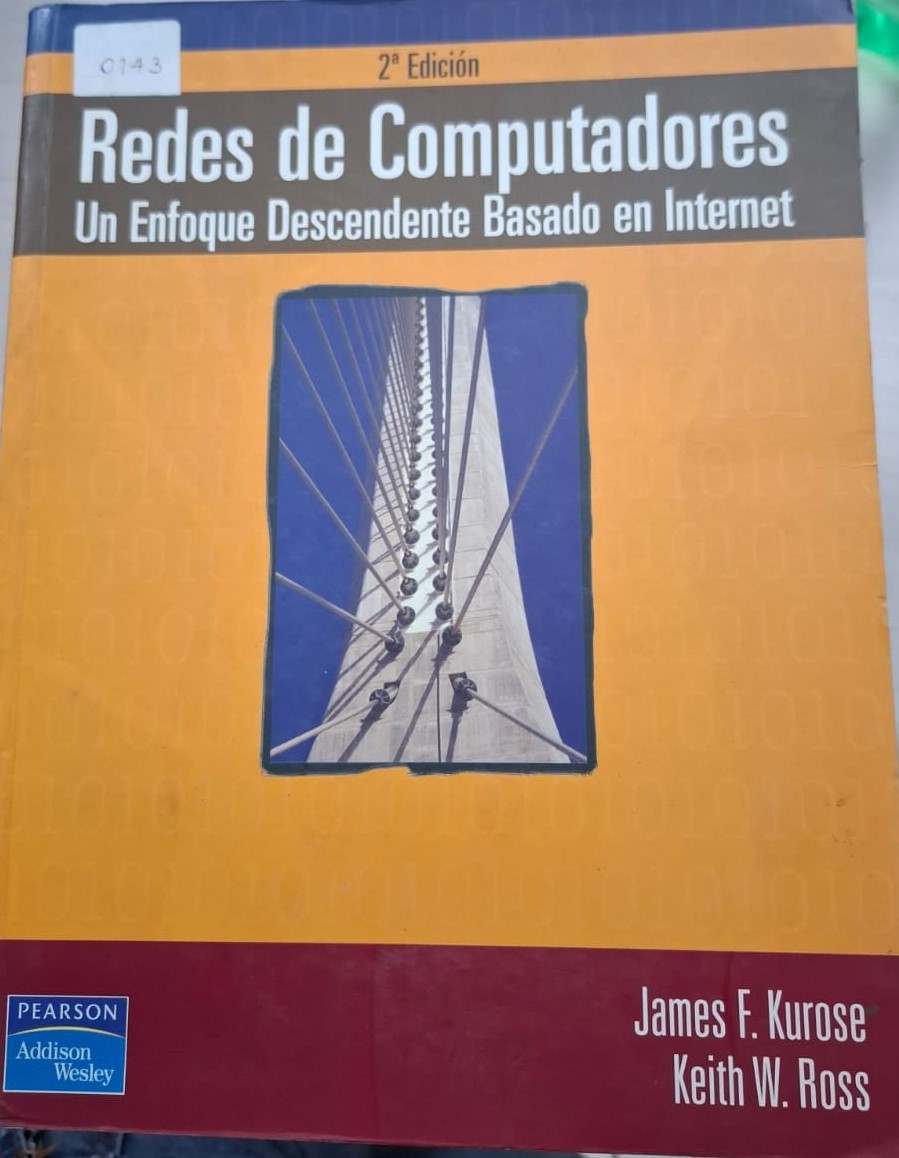 0143
2ª Edición
Redes de Computadores
Un Enfoque Descendente Basado en Internet
James F. Kurose
Keith W. Ross
PEARSON
Addison
Wesley